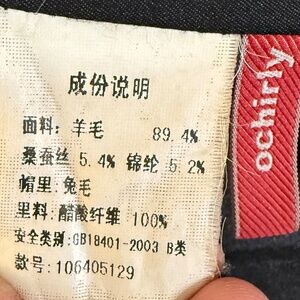 成份说明
面料: 羊毛 89.4%
桑蚕丝 5.4% 锦纶 5.2%
帽里: 兔毛
里料: 醋酸纤维 100%
安全类别:GB18401-2003 B类
款号: 106405129
ochirly